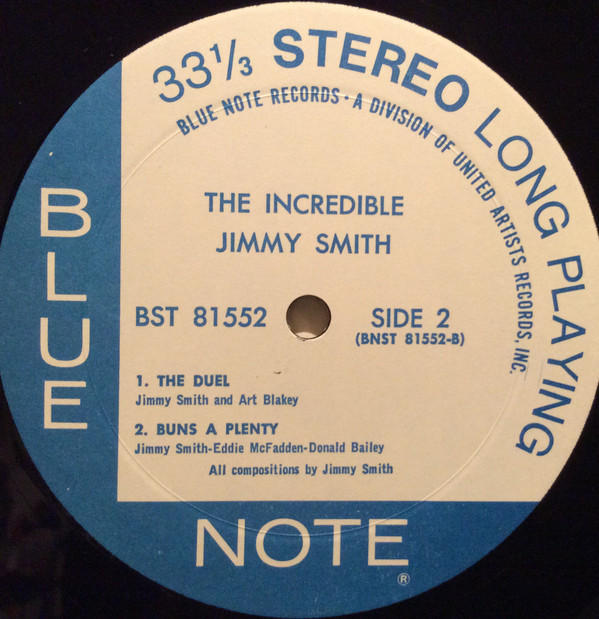 33⅓ STEREO LONG PLAYING
BLUE NOTE RECORDS · A DIVISION OF UNITED ARTISTS RECORDS, INC.
THE INCREDIBLE
JIMMY SMITH
BST 81552
SIDE 2
(BNST 81552-B)
1. THE DUEL
Jimmy Smith and Art Blakey
2. BUNS A PLENTY
Jimmy Smith-Eddie McFadden-Donald Bailey
All compositions by Jimmy Smith
BLUE
NOTE ®